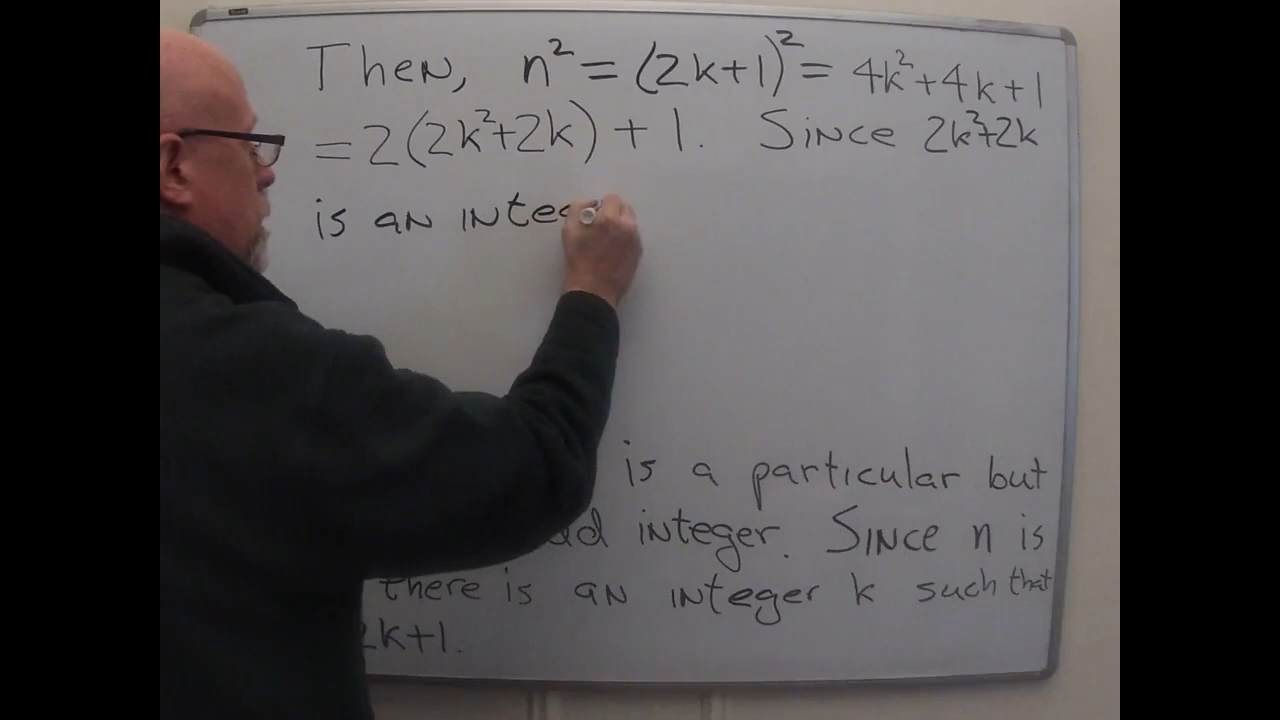 Then, n² = (2k+1)² = 4k²+4k+1
= 2(2k²+2k) + 1. Since 2k²+2k
is an
is a particular but
integer. Since n is
there is an integer k such that
2k+1.